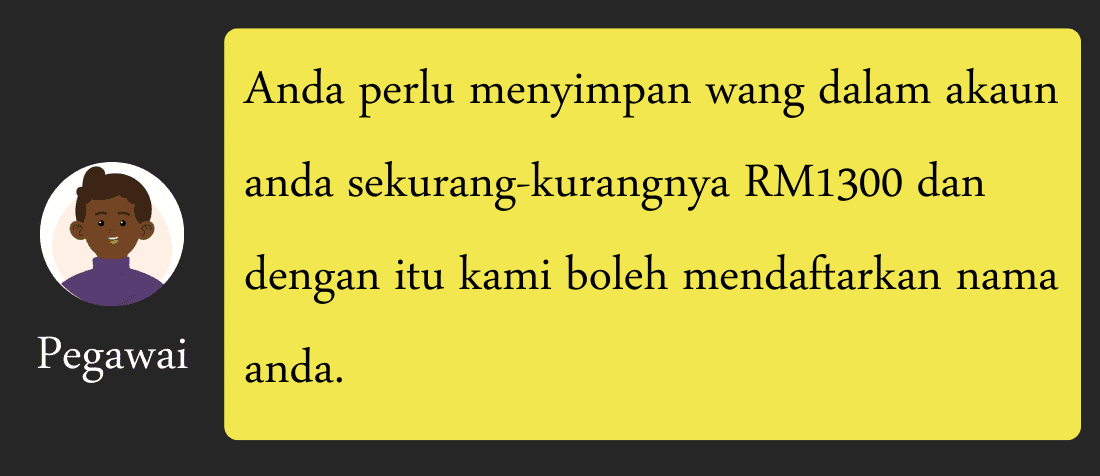 Anda perlu menyimpan wang dalam akaun
anda sekurang-kurangnya RM1300 dan
dengan itu kami boleh mendaftarkan nama
anda.
Pegawai